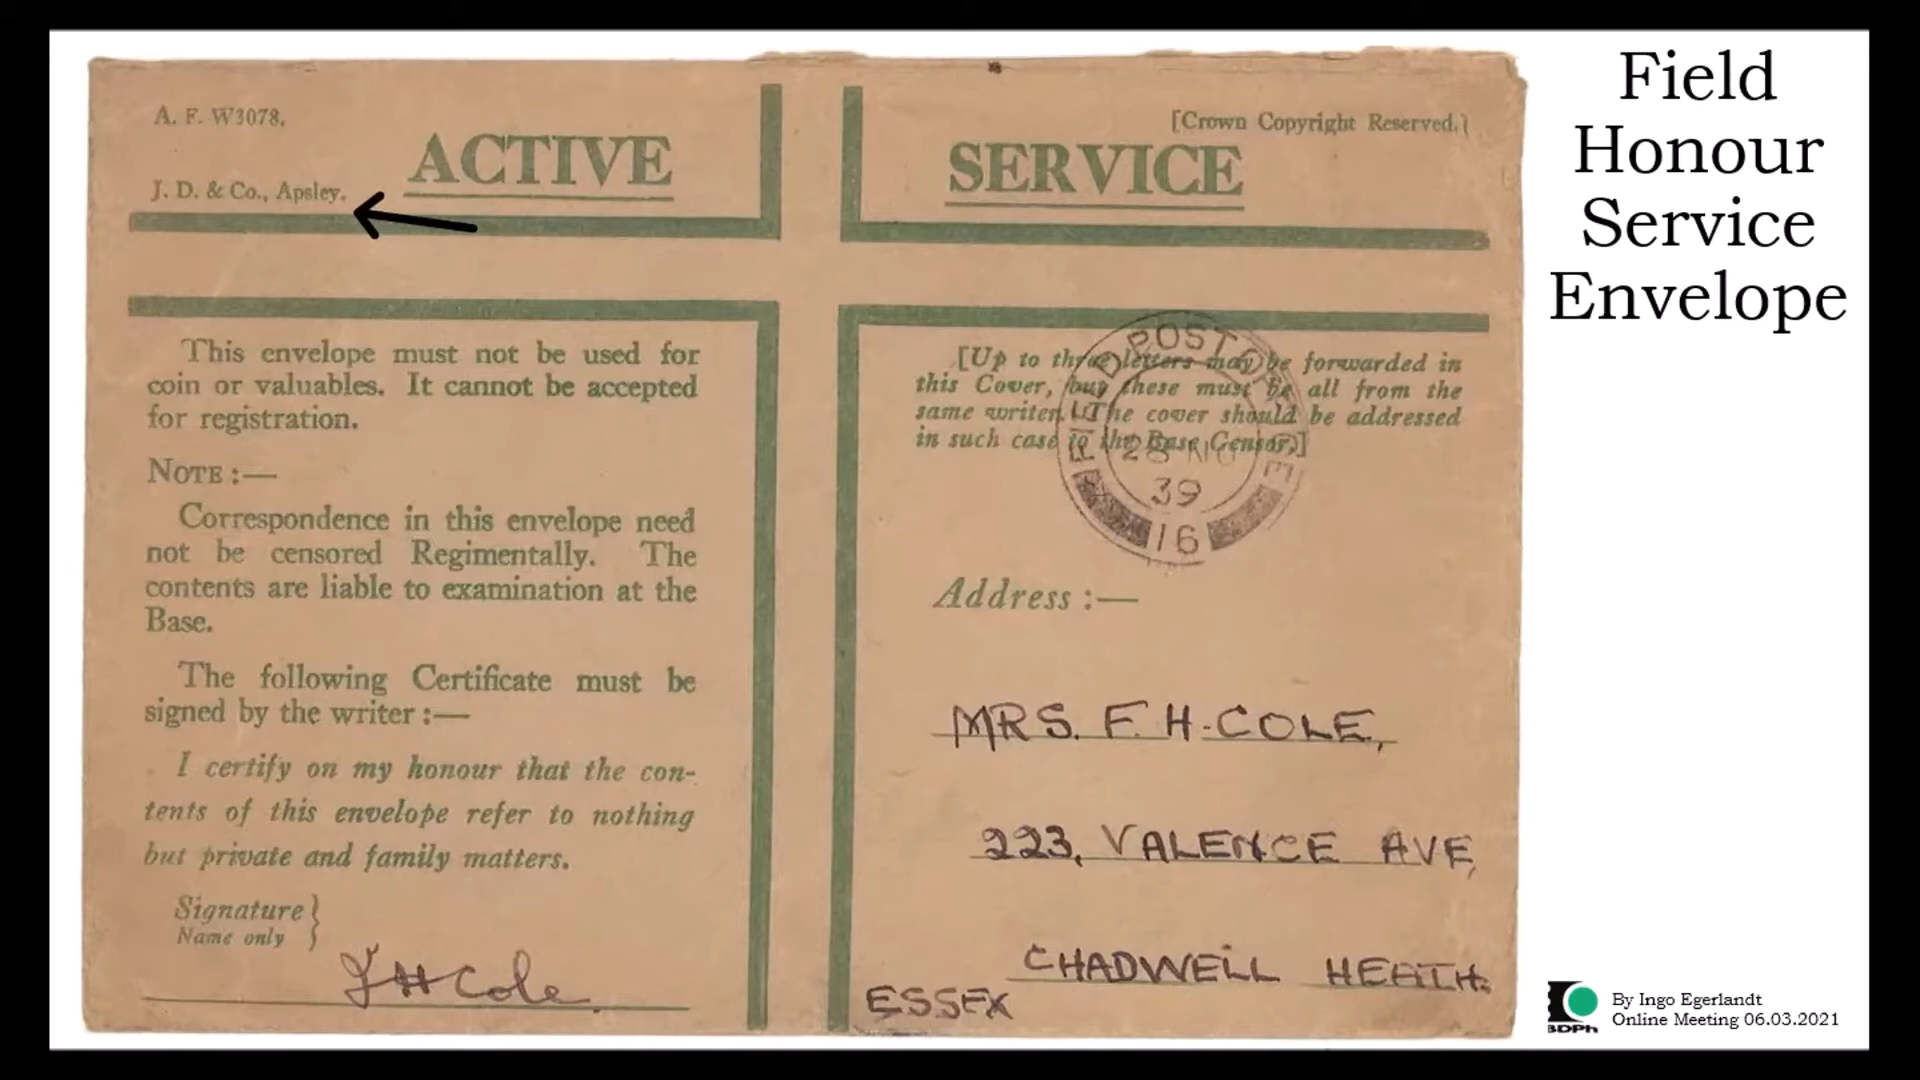 Field
Honour
Service
Envelope
A. F. W3078.
[Crown Copyright Reserved.]
ACTIVE SERVICE
J. D. & Co., Apsley.
This envelope must not be used for
coin or valuables. It cannot be accepted
for registration.
NOTE :—
Correspondence in this envelope need
not be censored Regimentally. The
contents are liable to examination at the
Base.
The following Certificate must be
signed by the writer :—
I certify on my honour that the con-
tents of this envelope refer to nothing
but private and family matters.
Signature }
Name only
F H Cole
[Up to three letters may be forwarded in
this Cover, but these must be all from the
same writer. The cover should be addressed
in such case to the Base Censor.]
FIELD POST OFFICE
28 NO
39
16
Address :—
MRS. F. H. COLE,
223, VALENCE AVE,
CHADWELL HEATH.
ESSEX
BDPh
By Ingo Egerlandt
Online Meeting 06.03.2021